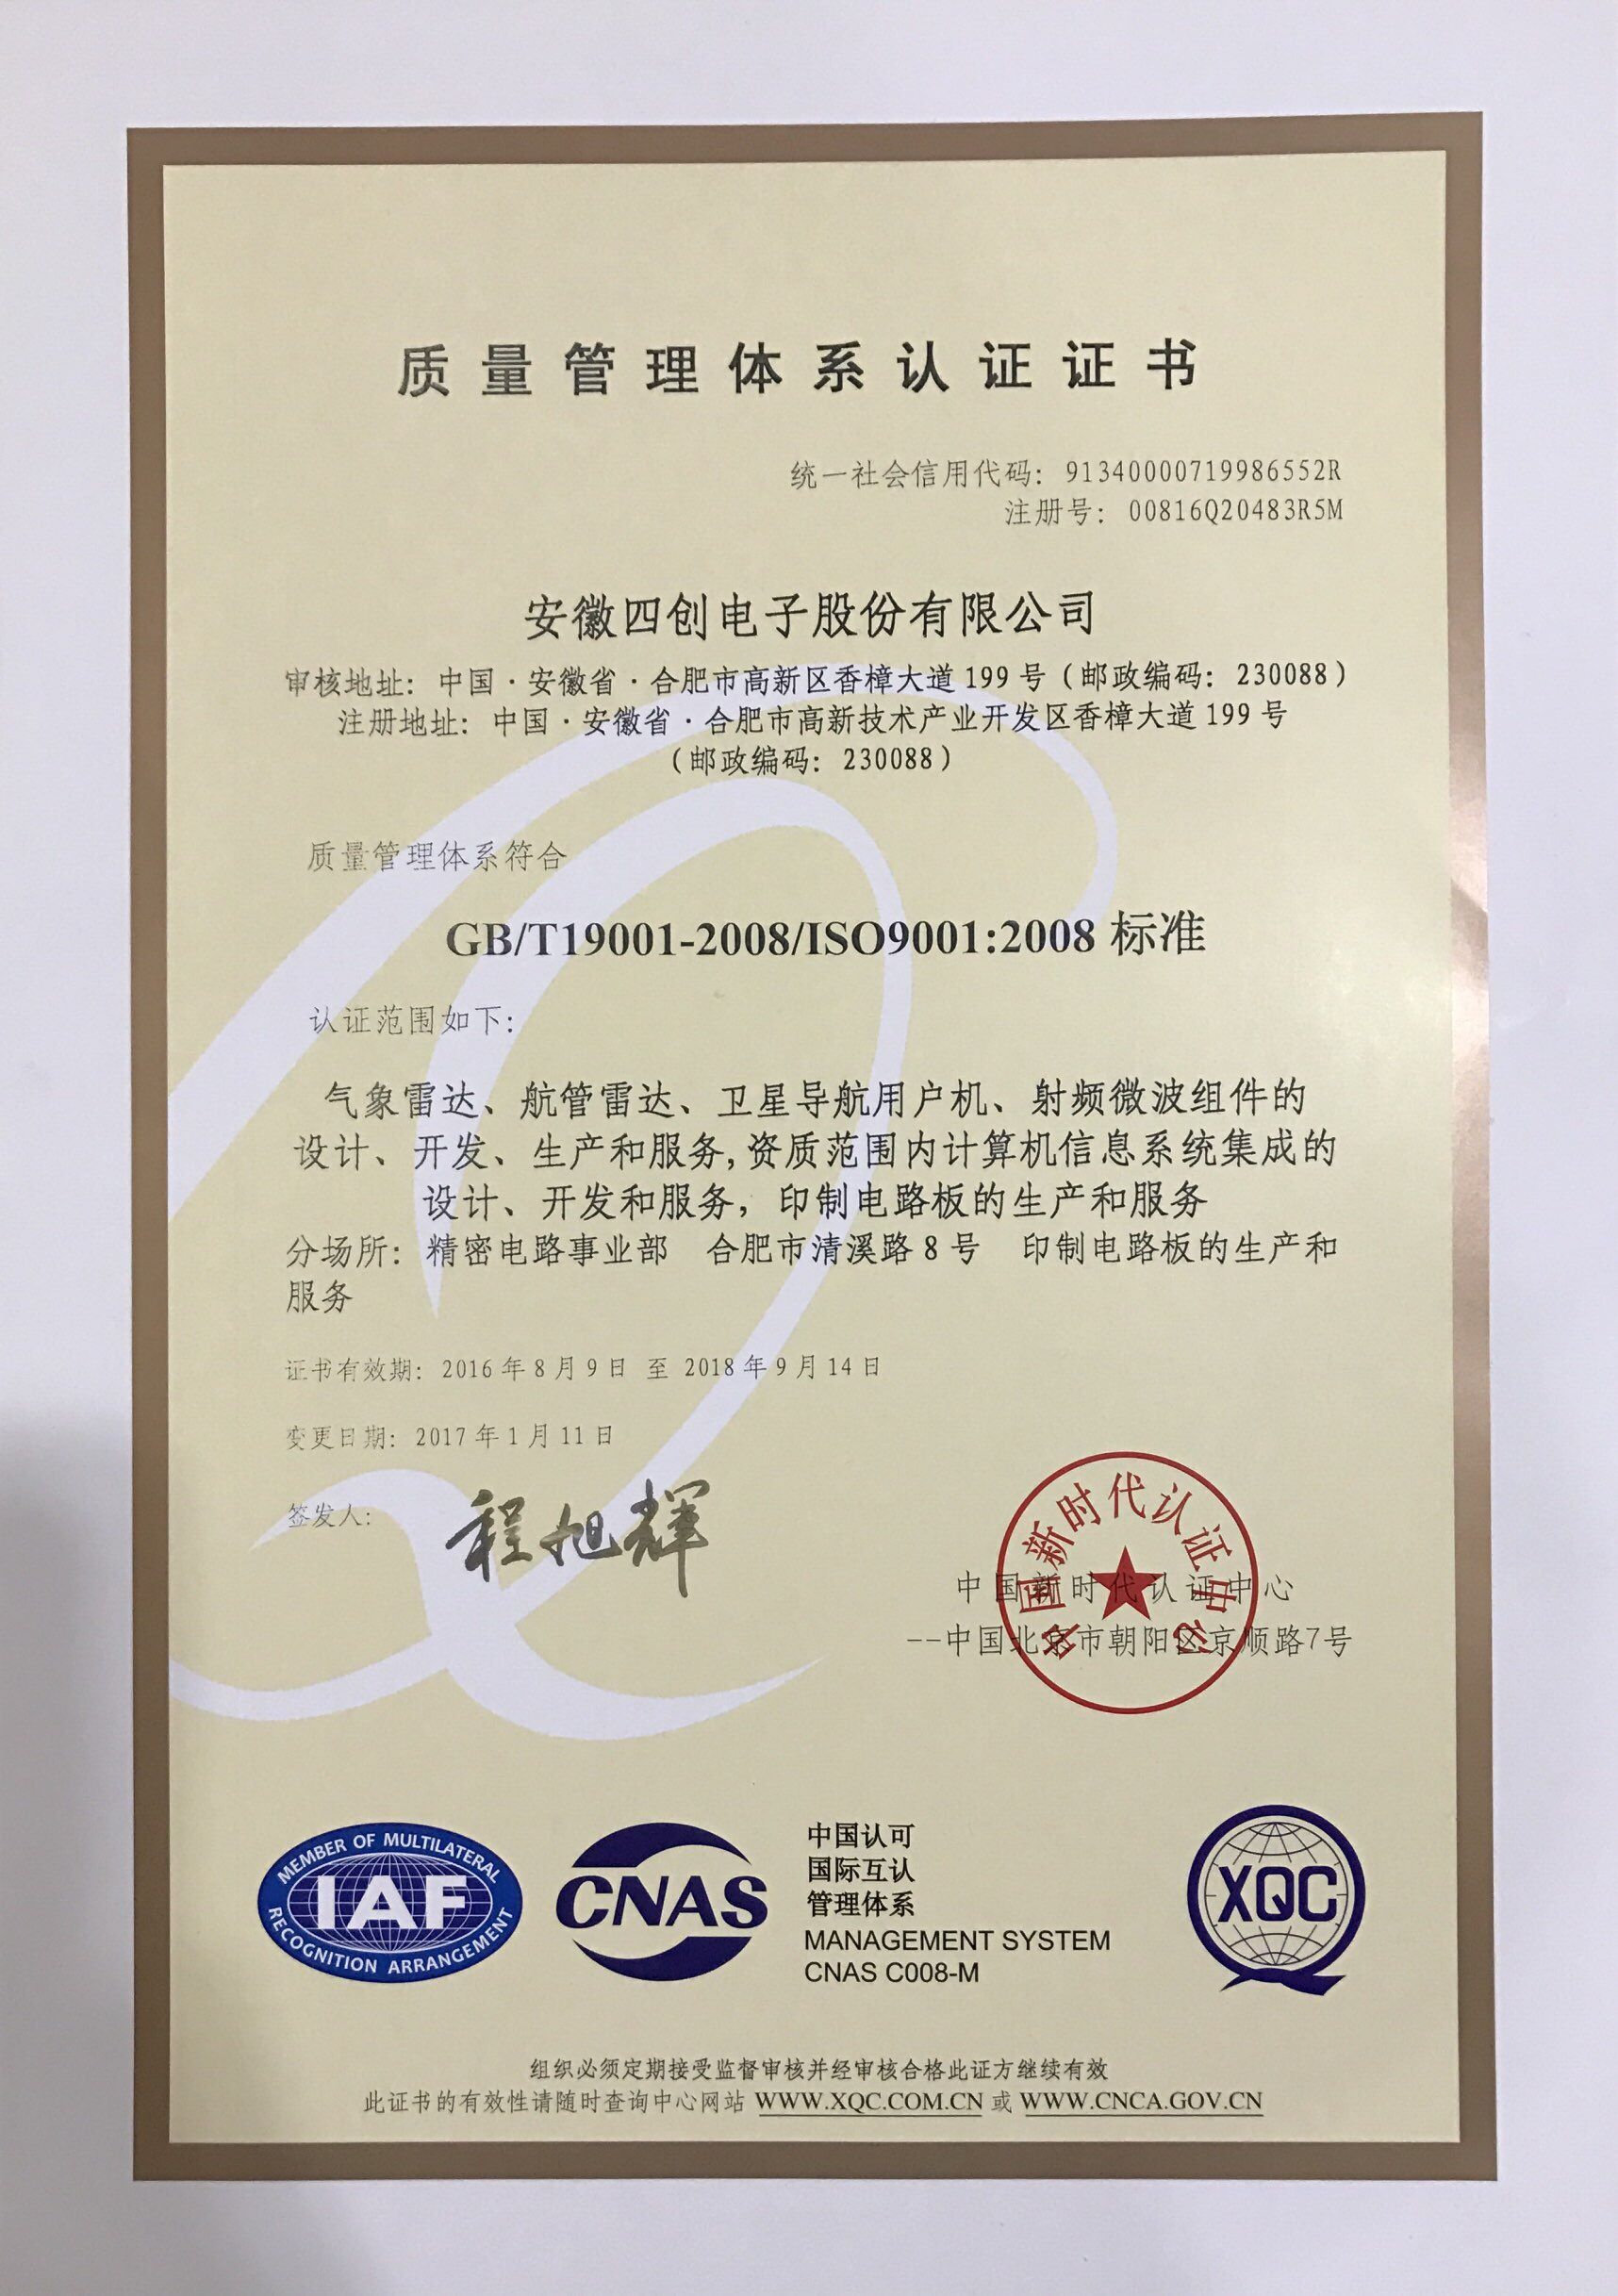 质量管理体系认证证书
统一社会信用代码：91340000719986552R
注册号：00816Q20483R5M
安徽四创电子股份有限公司
审核地址：中国·安徽省·合肥市高新区香樟大道199号（邮政编码：230088）
注册地址：中国·安徽省·合肥市高新技术产业开发区香樟大道199号
（邮政编码：230088）
质量管理体系符合
GB/T19001-2008/ISO9001:2008 标准
认证范围如下：
气象雷达、航管雷达、卫星导航用户机、射频微波组件的
设计、开发、生产和服务,资质范围内计算机信息系统集成的
设计、开发和服务，印制电路板的生产和服务
分场所：精密电路事业部 合肥市清溪路8号 印制电路板的生产和
服务
证书有效期：2016年8月9日 至 2018年9月14日
变更日期：2017年1月11日
签发人：程旭辉
中国新时代认证中心
中国新时代认证中心
--中国北京市朝阳区京顺路7号
MEMBER OF MULTILATERAL
IAF
RECOGNITION ARRANGEMENT
CNAS
中国认可
国际互认
管理体系
MANAGEMENT SYSTEM
CNAS C008-M
XQC
组织必须定期接受监督审核并经审核合格此证方继续有效
此证书的有效性请随时查询中心网站 WWW.XQC.COM.CN 或 WWW.CNCA.GOV.CN